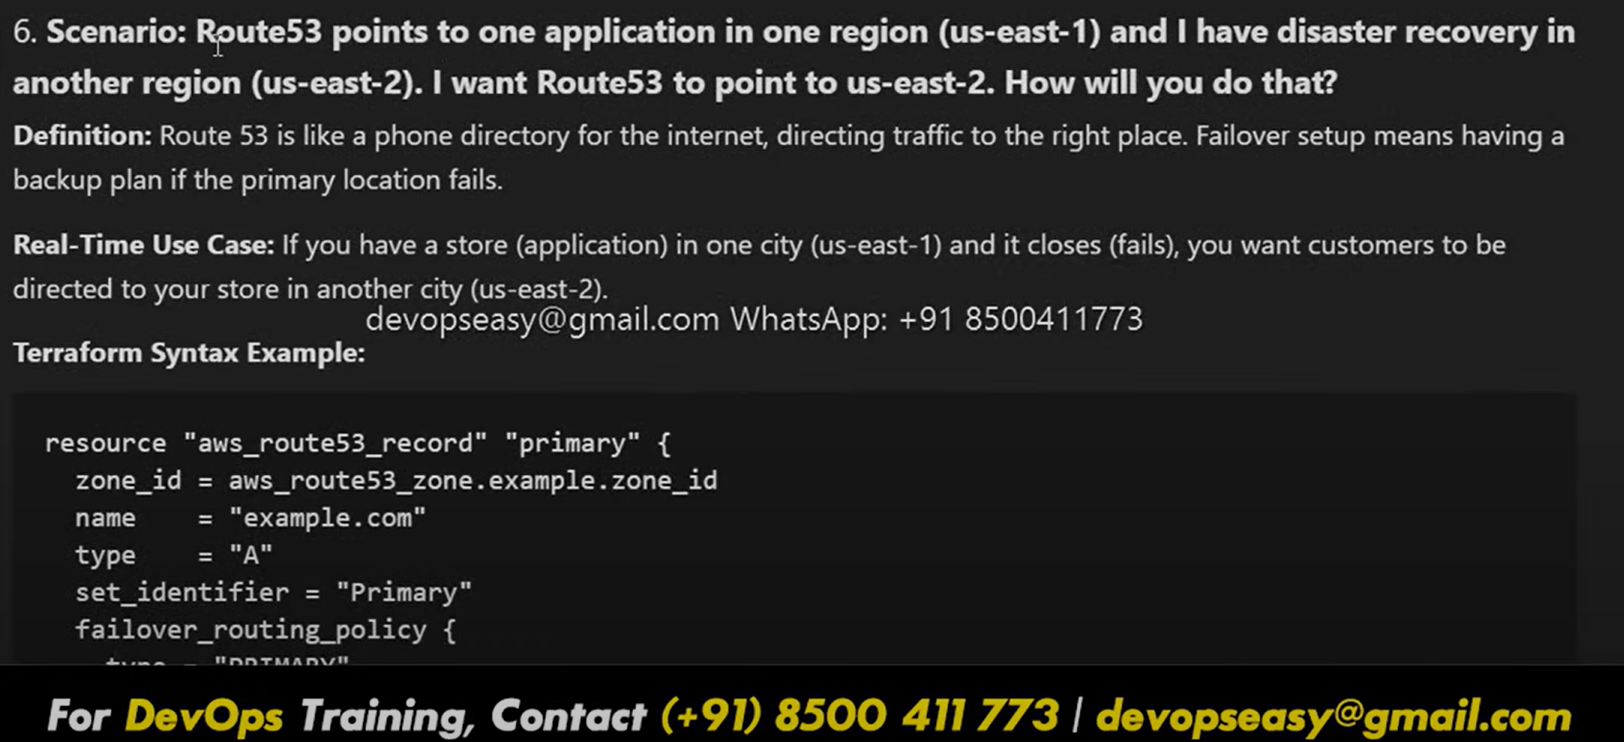 6. Scenario: Route53 points to one application in one region (us-east-1) and I have disaster recovery in
another region (us-east-2). I want Route53 to point to us-east-2. How will you do that?
Definition: Route 53 is like a phone directory for the internet, directing traffic to the right place. Failover setup means having a
backup plan if the primary location fails.
Real-Time Use Case: If you have a store (application) in one city (us-east-1) and it closes (fails), you want customers to be
directed to your store in another city (us-east-2).
devopseasy@gmail.com WhatsApp: +91 8500411773
Terraform Syntax Example:
resource "aws_route53_record" "primary" {
zone_id = aws_route53_zone.example.zone_id
name = "example.com"
type = "A"
set_identifier = "Primary"
failover_routing_policy {
type = "PRIMARY"
For DevOps Training, Contact (+91) 8500 411 773 | devopseasy@gmail.com